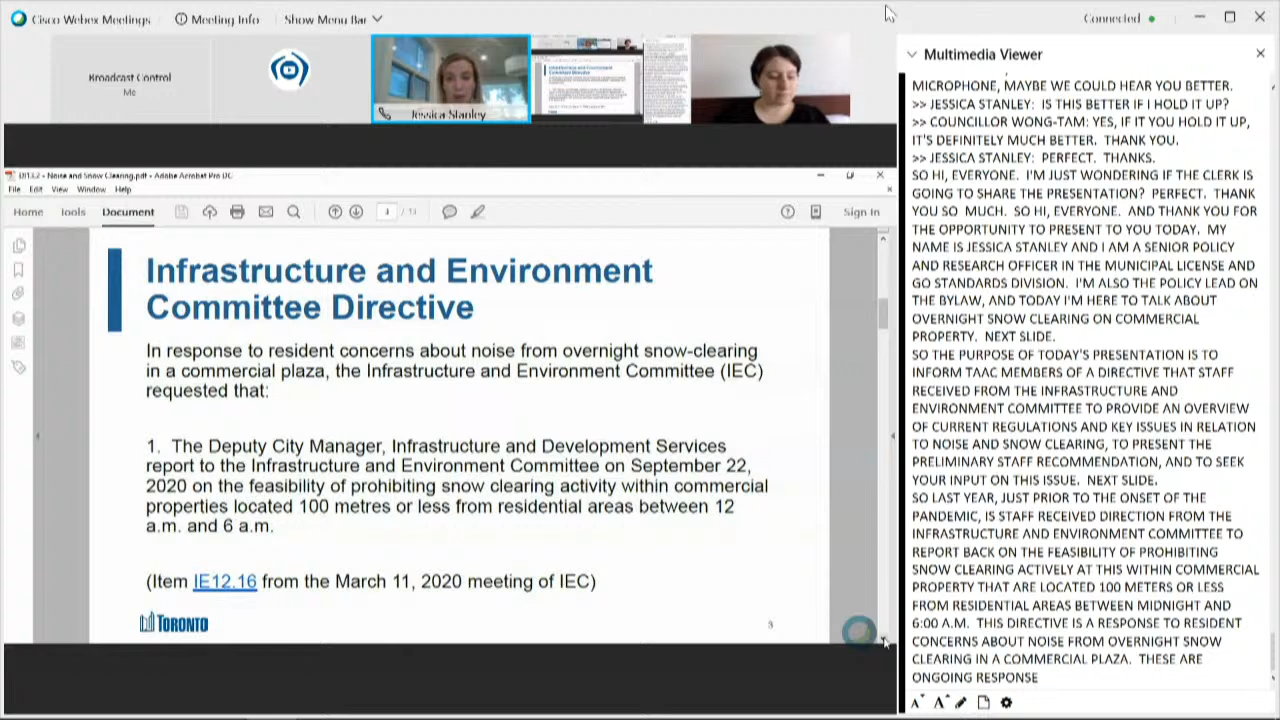 Cisco Webex Meetings
Meeting Info
Show Menu Bar
Connected
Broadcast Control
Me
Jessica Stanley
- Noise and Snow Clearing.pdf - Adobe Acrobat Pro DC
File Edit View Window Help
Home Tools Document
3 / 13
Sign In
Infrastructure and Environment
Committee Directive
In response to resident concerns about noise from overnight snow-clearing
in a commercial plaza, the Infrastructure and Environment Committee (IEC)
requested that:
1. The Deputy City Manager, Infrastructure and Development Services
report to the Infrastructure and Environment Committee on September 22,
2020 on the feasibility of prohibiting snow clearing activity within commercial
properties located 100 metres or less from residential areas between 12
a.m. and 6 a.m.
(Item IE12.16 from the March 11, 2020 meeting of IEC)
TORONTO
3
Multimedia Viewer
MICROPHONE, MAYBE WE COULD HEAR YOU BETTER.
>> JESSICA STANLEY: IS THIS BETTER IF I HOLD IT UP?
>> COUNCILLOR WONG-TAM: YES, IF IT YOU HOLD IT UP,
IT'S DEFINITELY MUCH BETTER. THANK YOU.
>> JESSICA STANLEY: PERFECT. THANKS.
SO HI, EVERYONE. I'M JUST WONDERING IF THE CLERK IS
GOING TO SHARE THE PRESENTATION? PERFECT. THANK
YOU SO MUCH. SO HI, EVERYONE. AND THANK YOU FOR
THE OPPORTUNITY TO PRESENT TO YOU TODAY. MY
NAME IS JESSICA STANLEY AND I AM A SENIOR POLICY
AND RESEARCH OFFICER IN THE MUNICIPAL LICENSE AND
GO STANDARDS DIVISION. I'M ALSO THE POLICY LEAD ON
THE BYLAW, AND TODAY I'M HERE TO TALK ABOUT
OVERNIGHT SNOW CLEARING ON COMMERCIAL
PROPERTY. NEXT SLIDE.
SO THE PURPOSE OF TODAY'S PRESENTATION IS TO
INFORM TAAC MEMBERS OF A DIRECTIVE THAT STAFF
RECEIVED FROM THE INFRASTRUCTURE AND
ENVIRONMENT COMMITTEE TO PROVIDE AN OVERVIEW
OF CURRENT REGULATIONS AND KEY ISSUES IN RELATION
TO NOISE AND SNOW CLEARING, TO PRESENT THE
PRELIMINARY STAFF RECOMMENDATION, AND TO SEEK
YOUR INPUT ON THIS ISSUE. NEXT SLIDE.
SO LAST YEAR, JUST PRIOR TO THE ONSET OF THE
PANDEMIC, IS STAFF RECEIVED DIRECTION FROM THE
INFRASTRUCTURE AND ENVIRONMENT COMMITTEE TO
REPORT BACK ON THE FEASIBILITY OF PROHIBITING
SNOW CLEARING ACTIVELY AT THIS WITHIN COMMERCIAL
PROPERTY THAT ARE LOCATED 100 METERS OR LESS
FROM RESIDENTIAL AREAS BETWEEN MIDNIGHT AND
6:00 A.M. THIS DIRECTIVE IS A RESPONSE TO RESIDENT
CONCERNS ABOUT NOISE FROM OVERNIGHT SNOW
CLEARING IN A COMMERCIAL PLAZA. THESE ARE
ONGOING RESPONSE